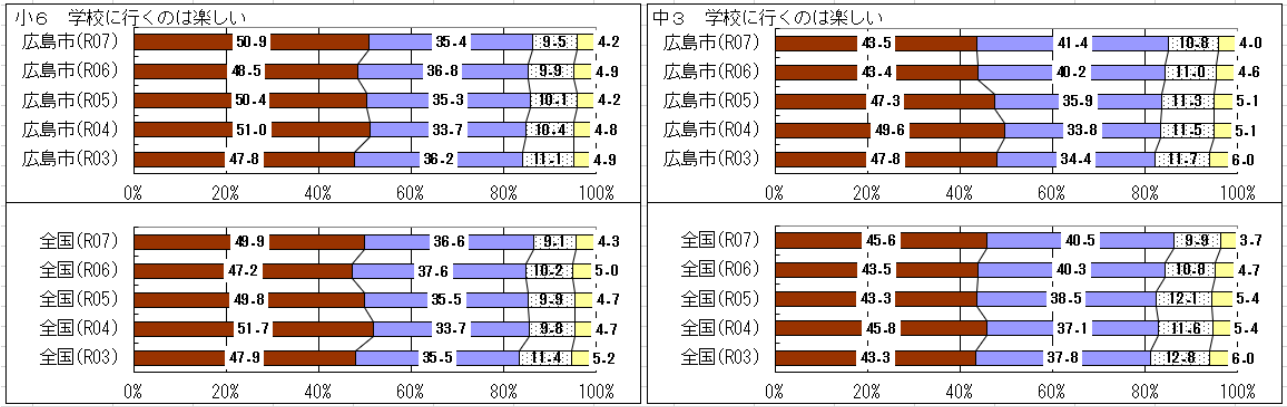 小6 学校に行くのは楽しい
広島市(R07) 50.9 35.4 9.5 4.2
広島市(R06) 48.5 36.8 9.9 4.9
広島市(R05) 50.4 35.3 10.1 4.2
広島市(R04) 51.0 33.7 10.4 4.8
広島市(R03) 47.8 36.2 11.1 4.9
0% 20% 40% 60% 80% 100%
全国(R07) 49.9 36.6 9.1 4.3
全国(R06) 47.2 37.6 10.2 5.0
全国(R05) 49.8 35.5 9.9 4.7
全国(R04) 51.7 33.7 9.8 4.7
全国(R03) 47.9 35.5 11.4 5.2
0% 20% 40% 60% 80% 100%
中3 学校に行くのは楽しい
広島市(R07) 43.5 41.4 10.8 4.0
広島市(R06) 43.4 40.2 11.0 4.6
広島市(R05) 47.3 35.9 11.3 5.1
広島市(R04) 49.6 33.8 11.5 5.1
広島市(R03) 47.8 34.4 11.7 6.0
0% 20% 40% 60% 80% 100%
全国(R07) 45.6 40.5 9.9 3.7
全国(R06) 43.5 40.3 10.8 4.7
全国(R05) 43.3 38.5 12.1 5.4
全国(R04) 45.8 37.1 11.6 5.4
全国(R03) 43.3 37.8 12.8 6.0
0% 20% 40% 60% 80% 100%